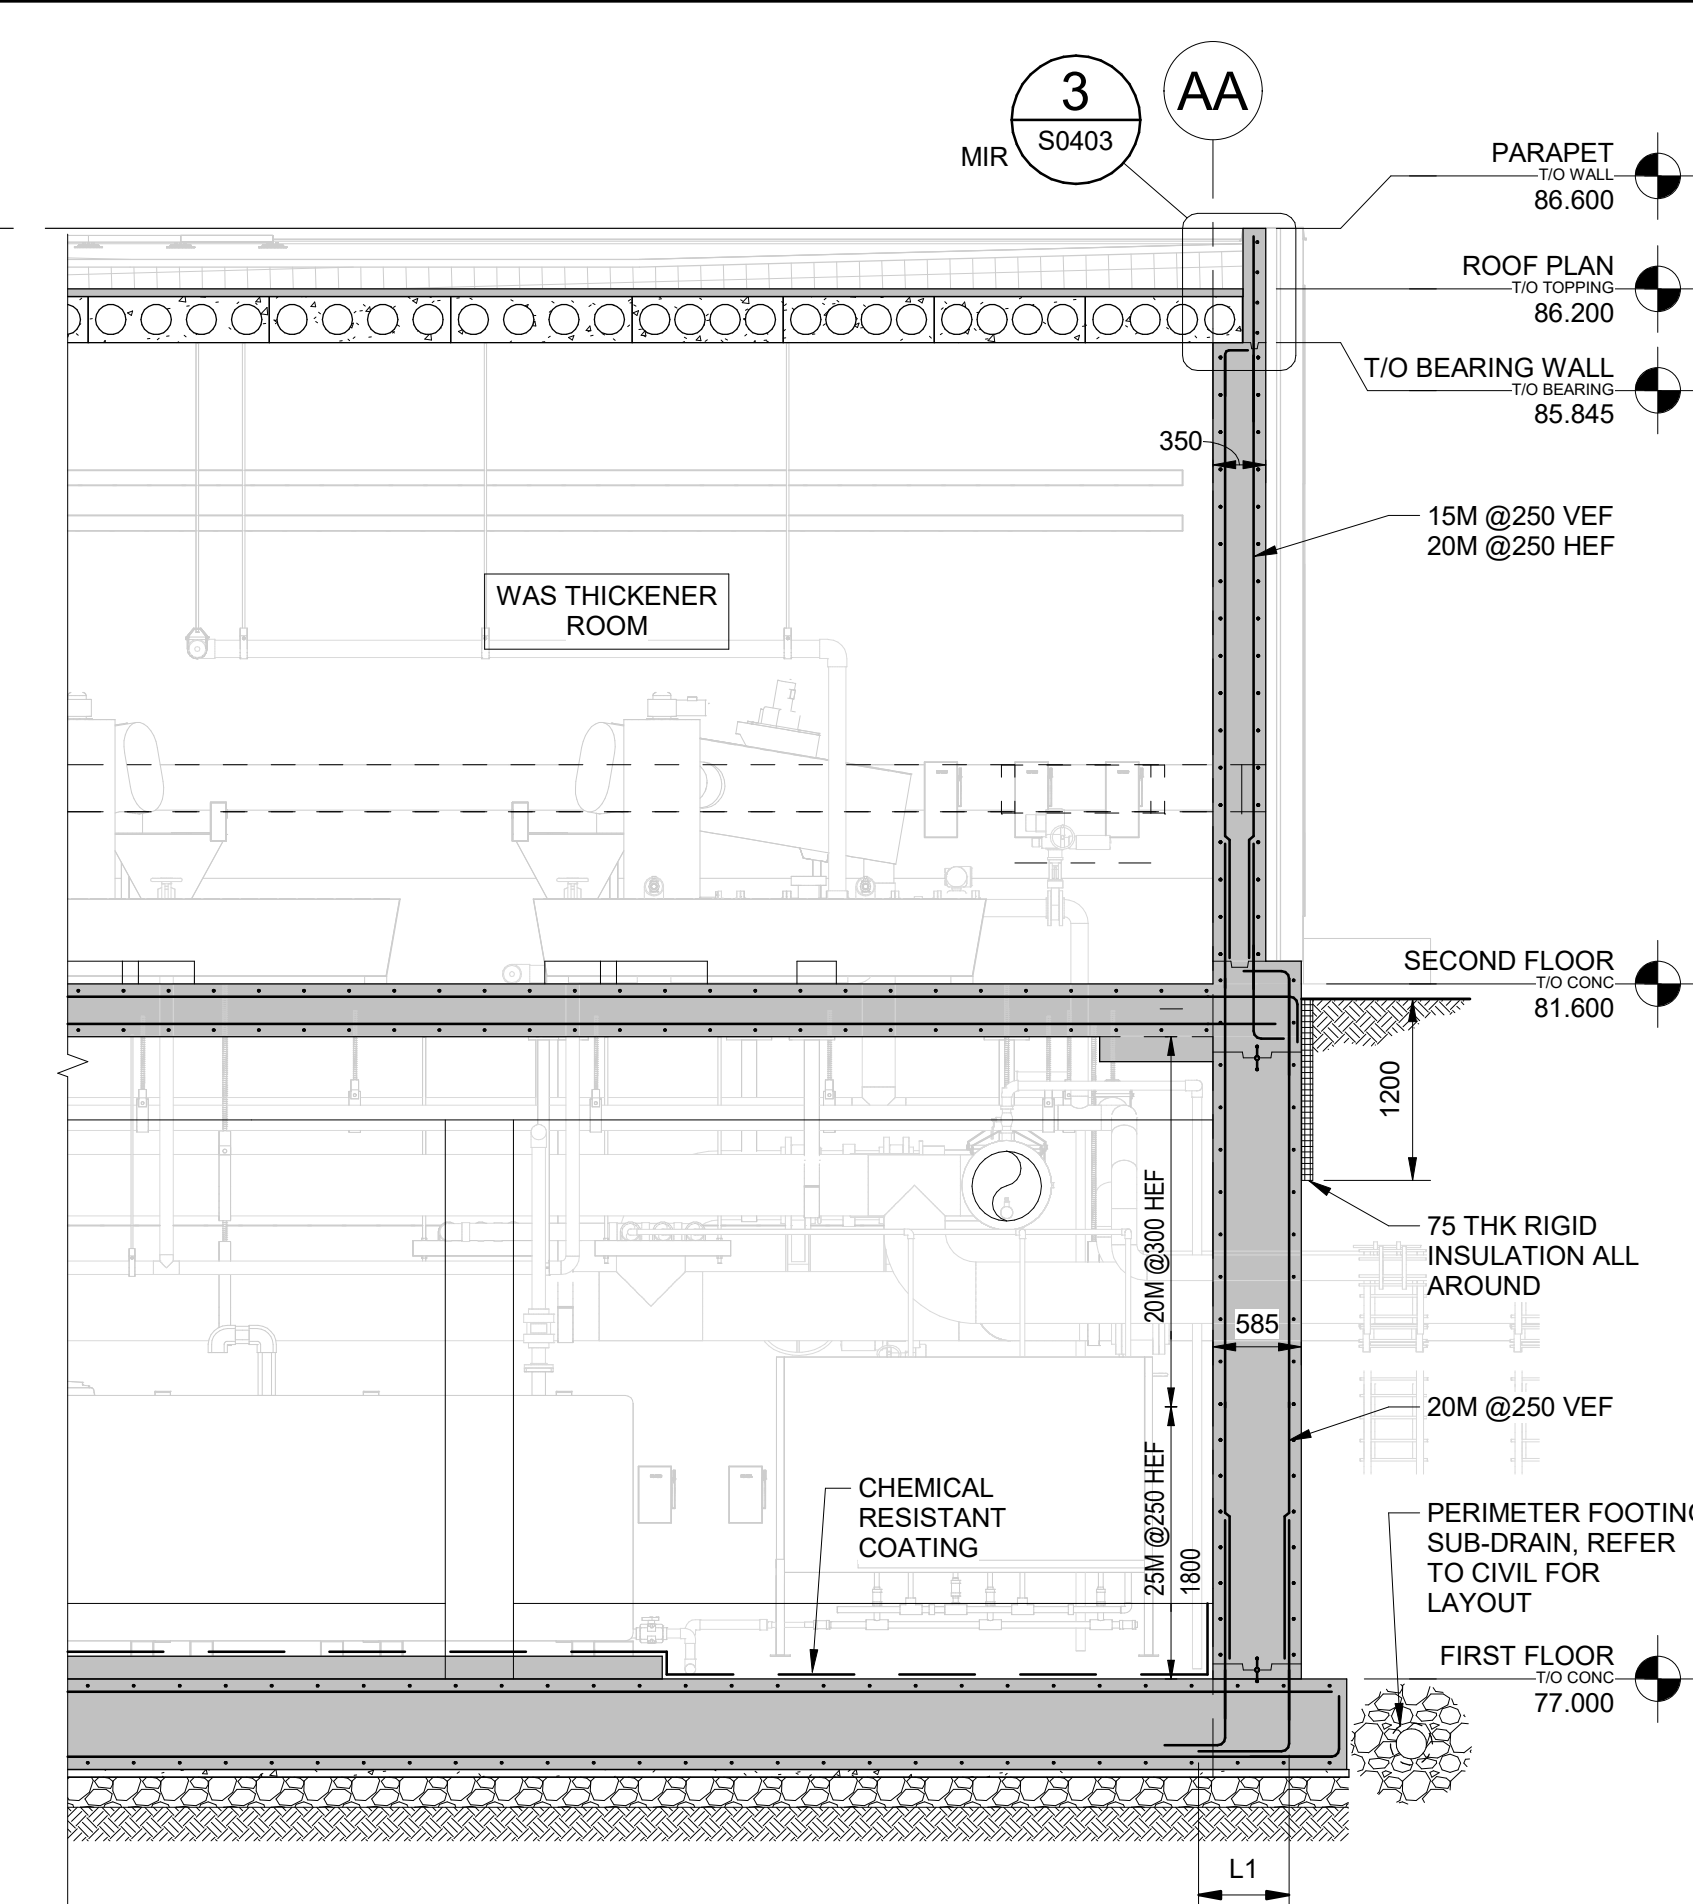 3
S0403
MIR
AA
PARAPET
T/O WALL
86.600
ROOF PLAN
T/O TOPPING
86.200
T/O BEARING WALL
T/O BEARING
85.845
350
15M @250 VEF
20M @250 HEF
WAS THICKENER
ROOM
SECOND FLOOR
T/O CONC
81.600
1200
75 THK RIGID
INSULATION ALL
AROUND
20M @300 HEF
585
20M @250 VEF
25M @250 HEF
1800
CHEMICAL
RESISTANT
COATING
PERIMETER FOOTING
SUB-DRAIN, REFER
TO CIVIL FOR
LAYOUT
FIRST FLOOR
T/O CONC
77.000
L1